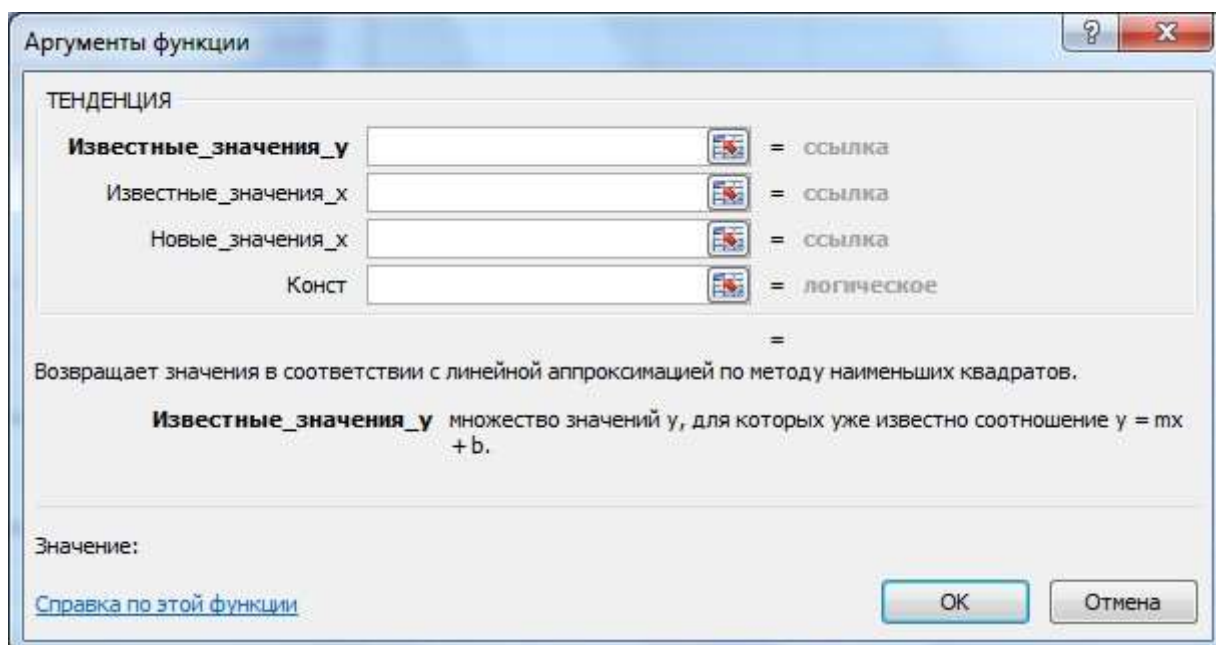 Аргументы функции
ТЕНДЕНЦИЯ
Известные_значения_y = ссылка
Известные_значения_x = ссылка
Новые_значения_x = ссылка
Конст = логическое
=
Возвращает значения в соответствии с линейной аппроксимацией по методу наименьших квадратов.
Известные_значения_y множество значений y, для которых уже известно соотношение y = mx
+ b.
Значение:
Справка по этой функции OK Отмена